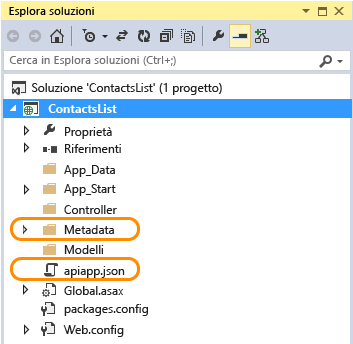 Esplora soluzioni
Cerca in Esplora soluzioni (Ctrl+;)
Soluzione 'ContactsList' (1 progetto)
ContactsList
Proprietà
Riferimenti
App_Data
App_Start
Controller
Metadata
Modelli
apiapp.json
Global.asax
packages.config
Web.config